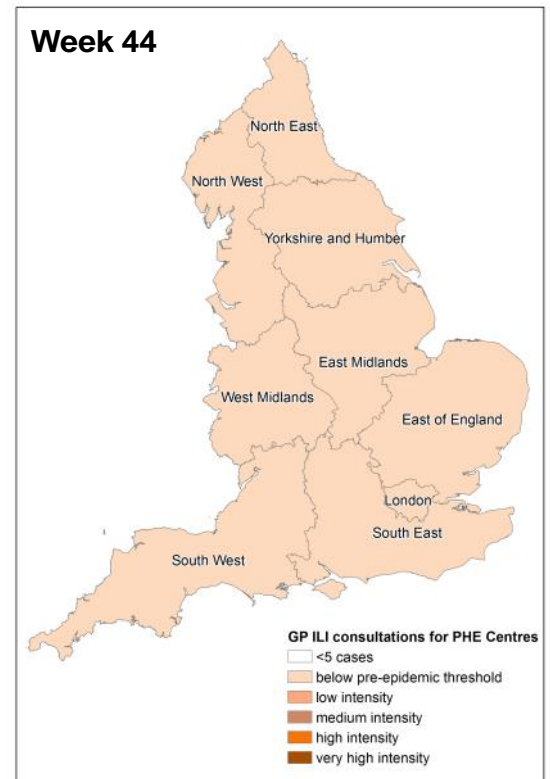 Week 44
North East
North West
Yorkshire and Humber
East Midlands
West Midlands
East of England
London
South East
South West
GP ILI consultations for PHE Centres
<5 cases
below pre-epidemic threshold
low intensity
medium intensity
high intensity
very high intensity